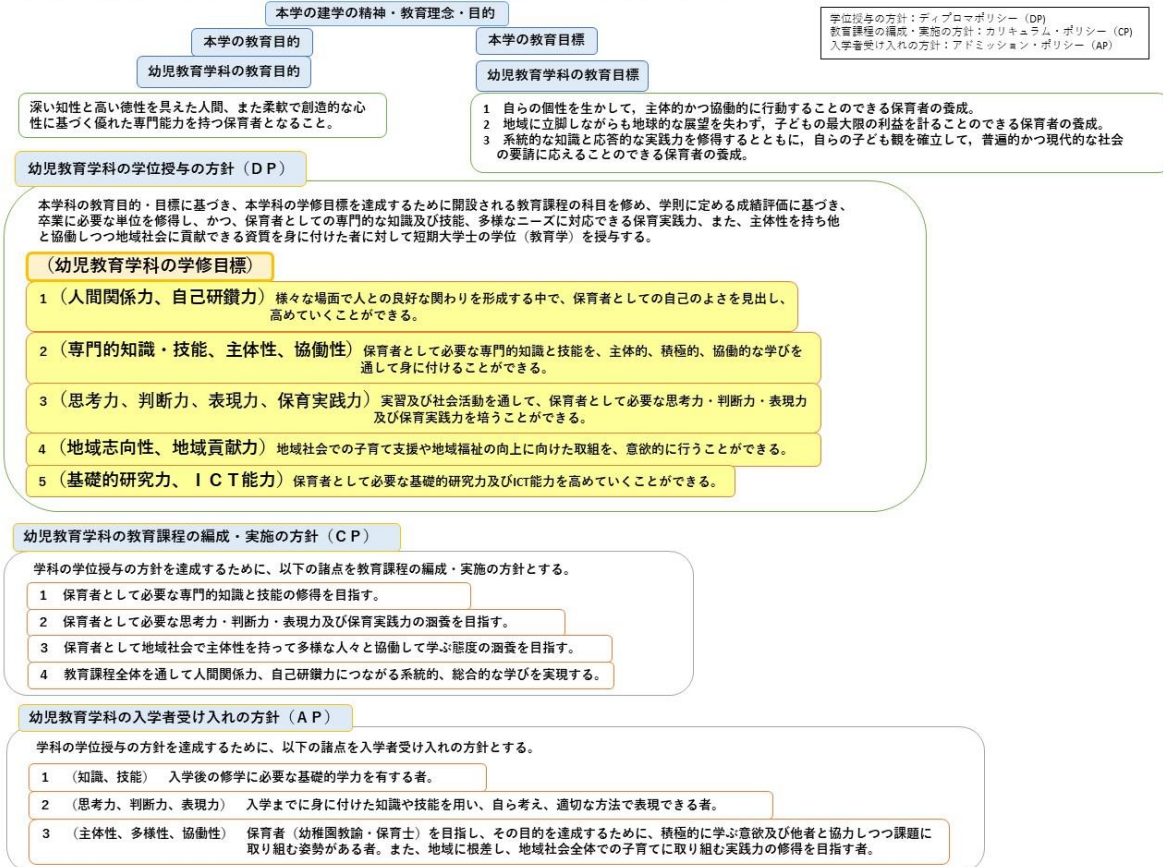 本学の建学の精神・教育理念・目的
学位授与の方針：ディプロマポリシー（DP)
教育課程の編成・実施の方針：カリキュラム・ポリシー（CP)
入学者受け入れの方針：アドミッション・ポリシー（AP）
本学の教育目的
本学の教育目標
幼児教育学科の教育目的
幼児教育学科の教育目標
深い知性と高い徳性を具えた人間、また柔軟で創造的な心
性に基づく優れた専門能力を持つ保育者となること。
1 自らの個性を生かして，主体的かつ協働的に行動することのできる保育者の養成。
2 地域に立脚しながらも地球的な展望を失わず，子どもの最大限の利益を計ることのできる保育者の養成。
3 系統的な知識と応答的な実践力を修得するとともに，自らの子ども観を確立して，普遍的かつ現代的な社会
の要請に応えることのできる保育者の養成。
幼児教育学科の学位授与の方針（ＤＰ）
本学科の教育目的・目標に基づき、本学科の学修目標を達成するために開設される教育課程の科目を修め、学則に定める成績評価に基づき、
卒業に必要な単位を修得し、かつ、保育者としての専門的な知識及び技能、多様なニーズに対応できる保育実践力、また、主体性を持ち他
と協働しつつ地域社会に貢献できる資質を身に付けた者に対して短期大学士の学位（教育学）を授与する。
（幼児教育学科の学修目標）
1 （人間関係力、自己研鑽力）様々な場面で人との良好な関わりを形成する中で、保育者としての自己のよさを見出し、
高めていくことができる。
2 （専門的知識・技能、主体性、協働性）保育者として必要な専門的知識と技能を、主体的、積極的、協働的な学びを
通して身に付けることができる。
3 （思考力、判断力、表現力、保育実践力）実習及び社会活動を通して、保育者として必要な思考力・判断力・表現力
及び保育実践力を培うことができる。
4 （地域志向性、地域貢献力）地域社会での子育て支援や地域福祉の向上に向けた取組を、意欲的に行うことができる。
5 （基礎的研究力、ＩＣＴ能力）保育者として必要な基礎的研究力及びICT能力を高めていくことができる。
幼児教育学科の教育課程の編成・実施の方針（ＣＰ）
学科の学位授与の方針を達成するために、以下の諸点を教育課程の編成・実施の方針とする。
1 保育者として必要な専門的知識と技能の修得を目指す。
2 保育者として必要な思考力・判断力・表現力及び保育実践力の涵養を目指す。
3 保育者として地域社会で主体性を持って多様な人々と協働して学ぶ態度の涵養を目指す。
4 教育課程全体を通して人間関係力、自己研鑽力につながる系統的、総合的な学びを実現する。
幼児教育学科の入学者受け入れの方針（ＡＰ）
学科の学位授与の方針を達成するために、以下の諸点を入学者受け入れの方針とする。
1 （知識、技能） 入学後の修学に必要な基礎的学力を有する者。
2 （思考力、判断力、表現力） 入学までに身に付けた知識や技能を用い、自ら考え、適切な方法で表現できる者。
3 （主体性、多様性、協働性） 保育者（幼稚園教諭・保育士）を目指し、その目的を達成するために、積極的に学ぶ意欲及び他者と協力しつつ課題に
取り組む姿勢がある者。また、地域に根差し、地域社会全体での子育てに取り組む実践力の修得を目指す者。